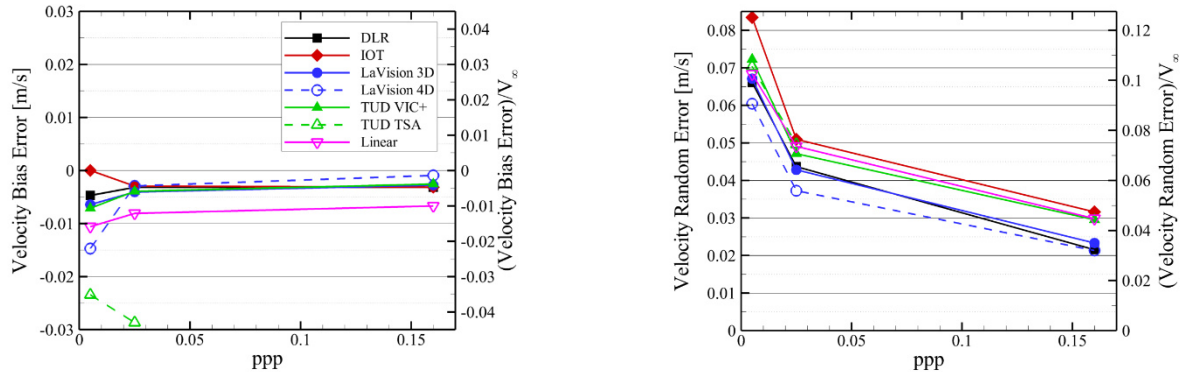 0.03
0.02
0.01
0
-0.01
-0.02
-0.03
Velocity Bias Error [m/s]
DLR
IOT
LaVision 3D
LaVision 4D
TUD VIC+
TUD TSA
Linear
0.04
0.03
0.02
0.01
0
-0.01
-0.02
-0.03
-0.04
(Velocity Bias Error)/V∞
0 0.05 0.1 0.15
ppp
0.08
0.07
0.06
0.05
0.04
0.03
0.02
0.01
0
Velocity Random Error [m/s]
0.12
0.1
0.08
0.06
0.04
0
(Velocity Random Error)/V∞
0 0.05 0.1 0.15
ppp